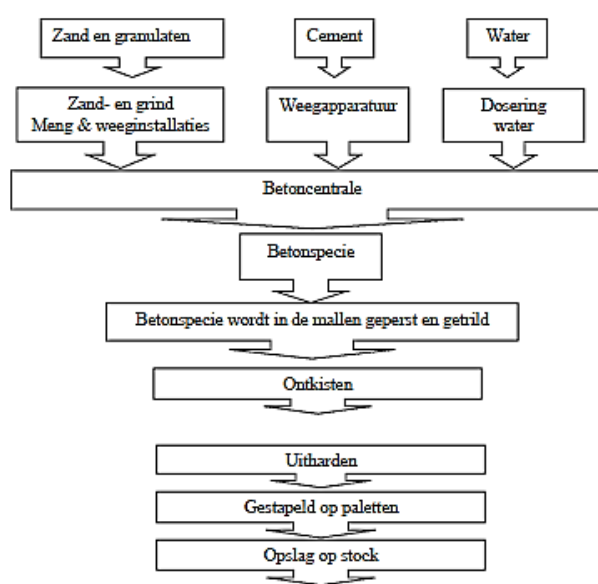 Zand en granulaten
Cement
Water
Zand- en grind
Meng & weeginstallaties
Weegapparatuur
Dosering
water
Betoncentrale
Betonspecie
Betonspecie wordt in de mallen geperst en getrild
Ontkisten
Uitharden
Gestapeld op paletten
Opslag op stock